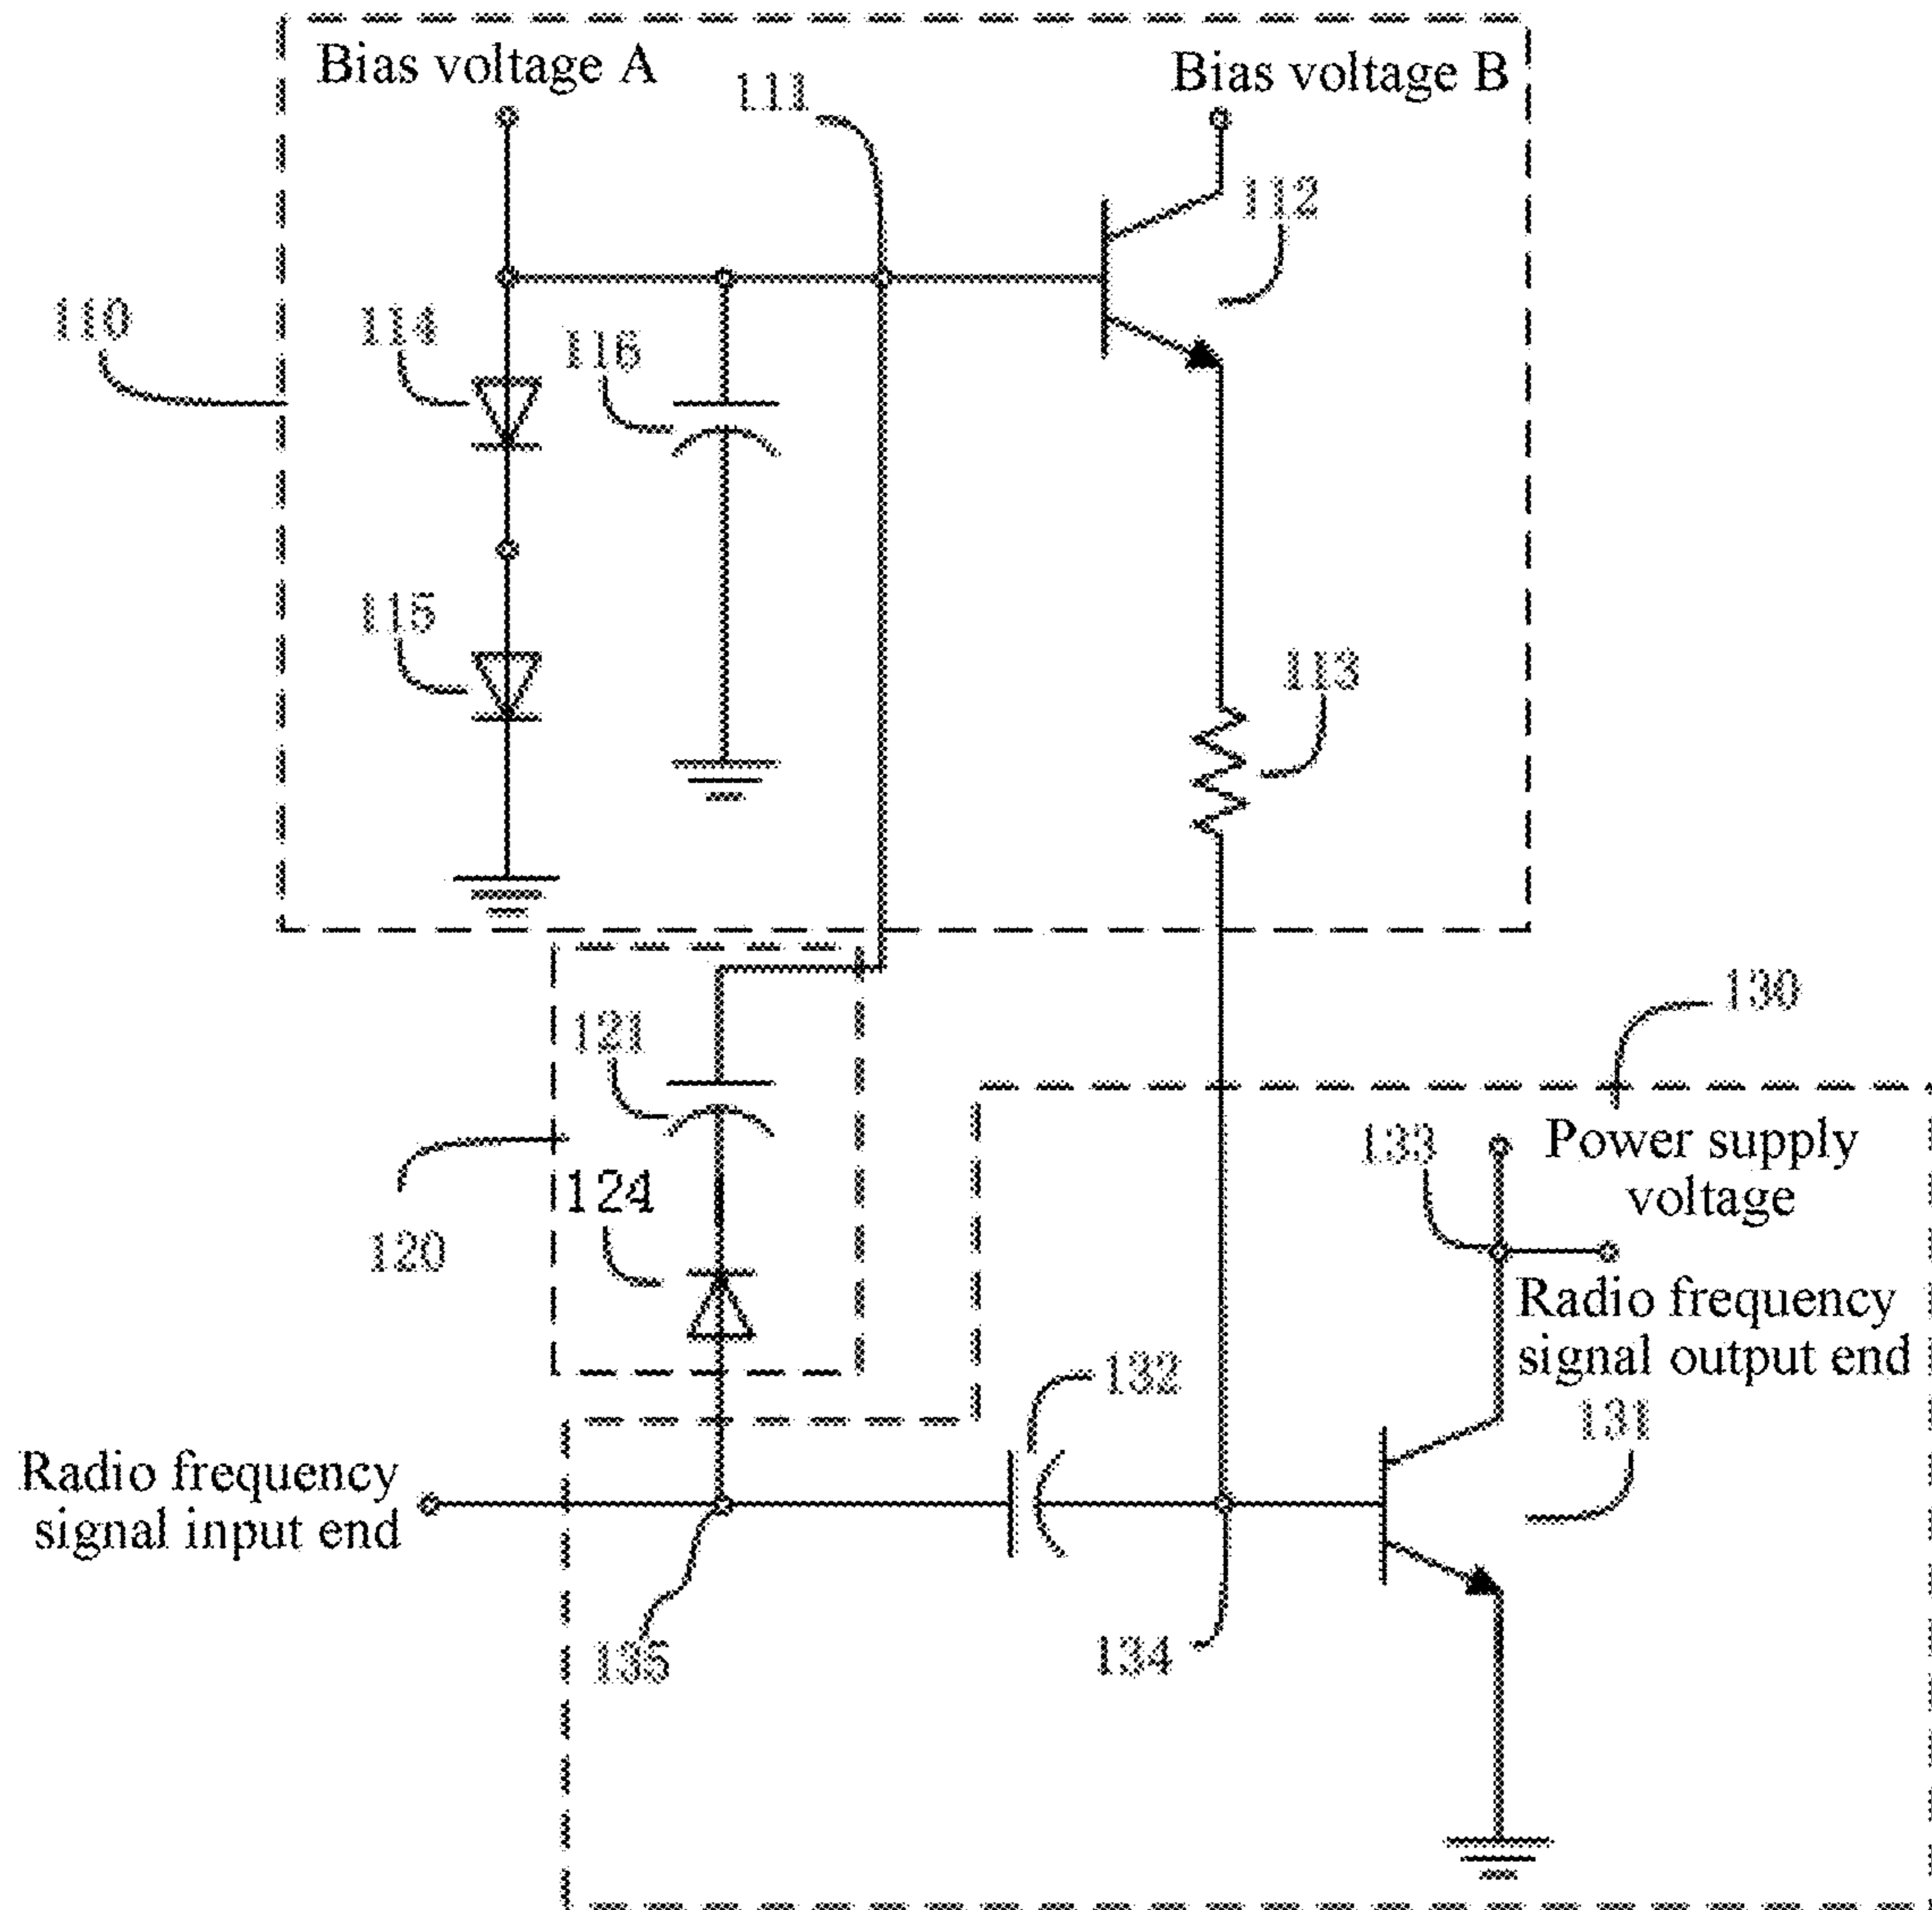 Bias voltage A
111
Bias voltage B
112
110
114
116
115
113
130
121
133
Power supply
voltage
124
120
Radio frequency
signal output end
132
131
Radio frequency
signal input end
135
134